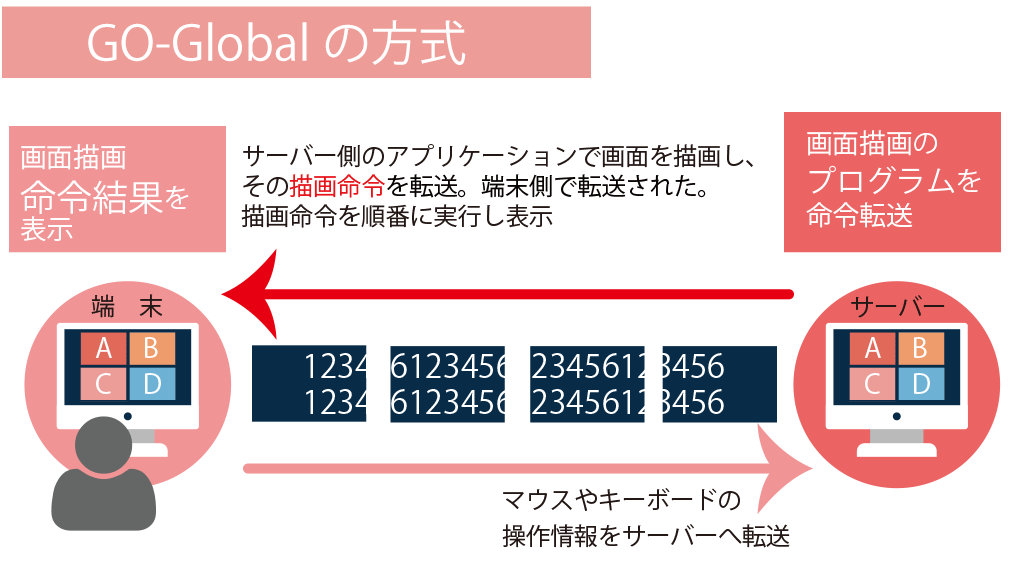 GO-Global の方式
画面描画
命令結果を
表示
サーバー側のアプリケーションで画面を描画し、
その描画命令を転送。端末側で転送された。
描画命令を順番に実行し表示
画面描画の
プログラムを
命令転送
端 末
A B
C D
サーバー
A B
C D
1234 6123456 23456123456
1234 6123456 23456123456
マウスやキーボードの
操作情報をサーバーへ転送